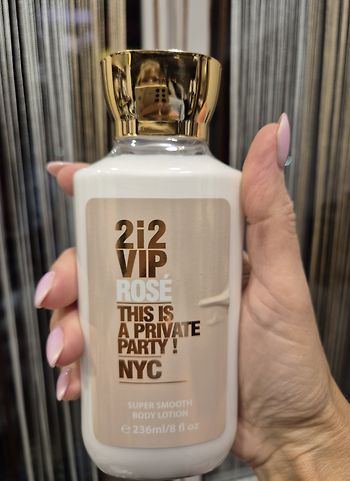 2i2
VIP
ROSÉ
THIS IS
A PRIVATE
PARTY !
NYC
SUPER SMOOTH
BODY LOTION
℮ 236ml/8 fl oz